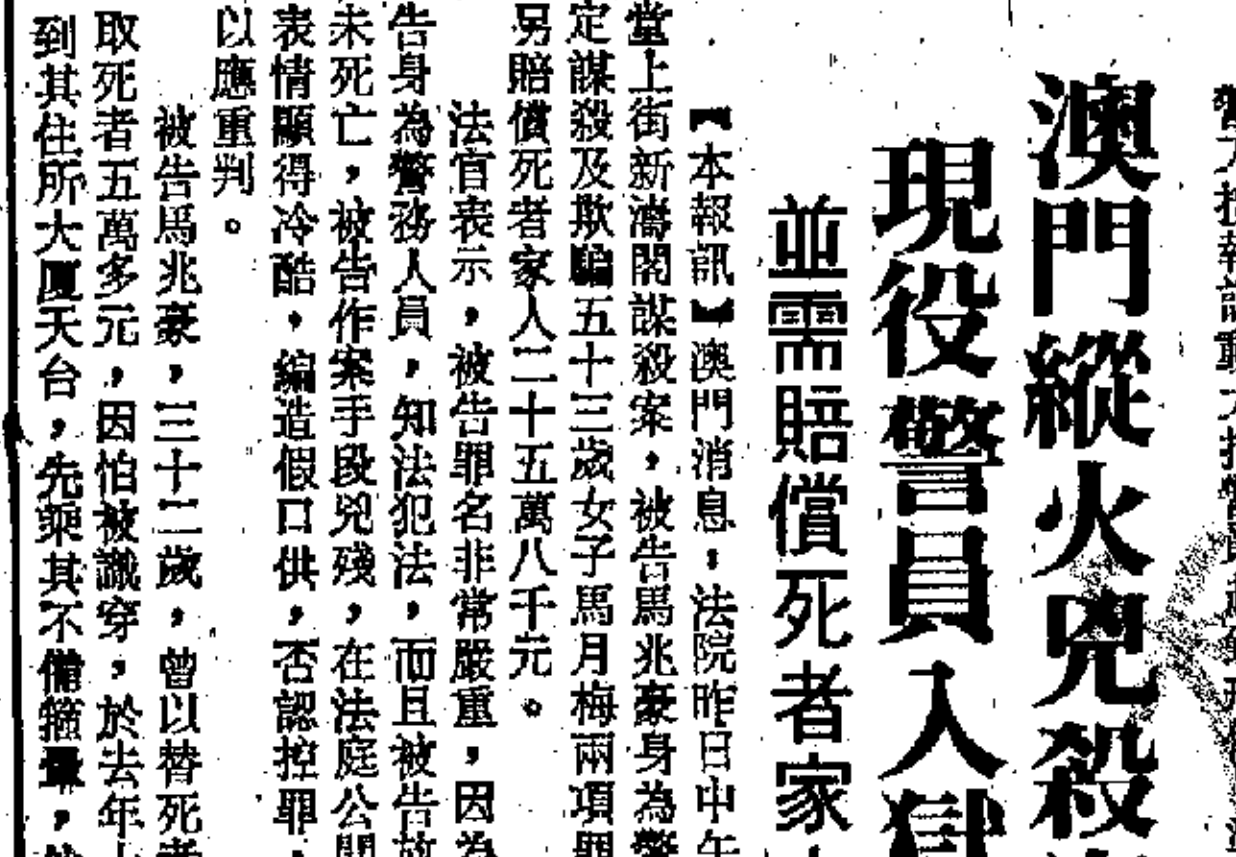 澳門縱火兇殺
現役警員入獄
並需賠償死者家
【本報訊】澳門消息，法院昨日中午
堂上街新濤閣謀殺案，被告馬兆豪身為警
定謀殺及欺騙五十三歲女子馬月梅兩項罪
另賠償死者家人二十五萬八千元。
法官表示，被告罪名非常嚴重，因為
告身為警務人員，知法犯法，而且被告故
未死亡，被告作案手段兇殘，在法庭公開
表情顯得冷酷，編造假口供，否認控罪，
以應重判。
被告馬兆豪，三十二歲，曾以替死者
取死者五萬多元，因怕被識穿，於去年十
到其住所大厦天台，先乘其不備箍暈，